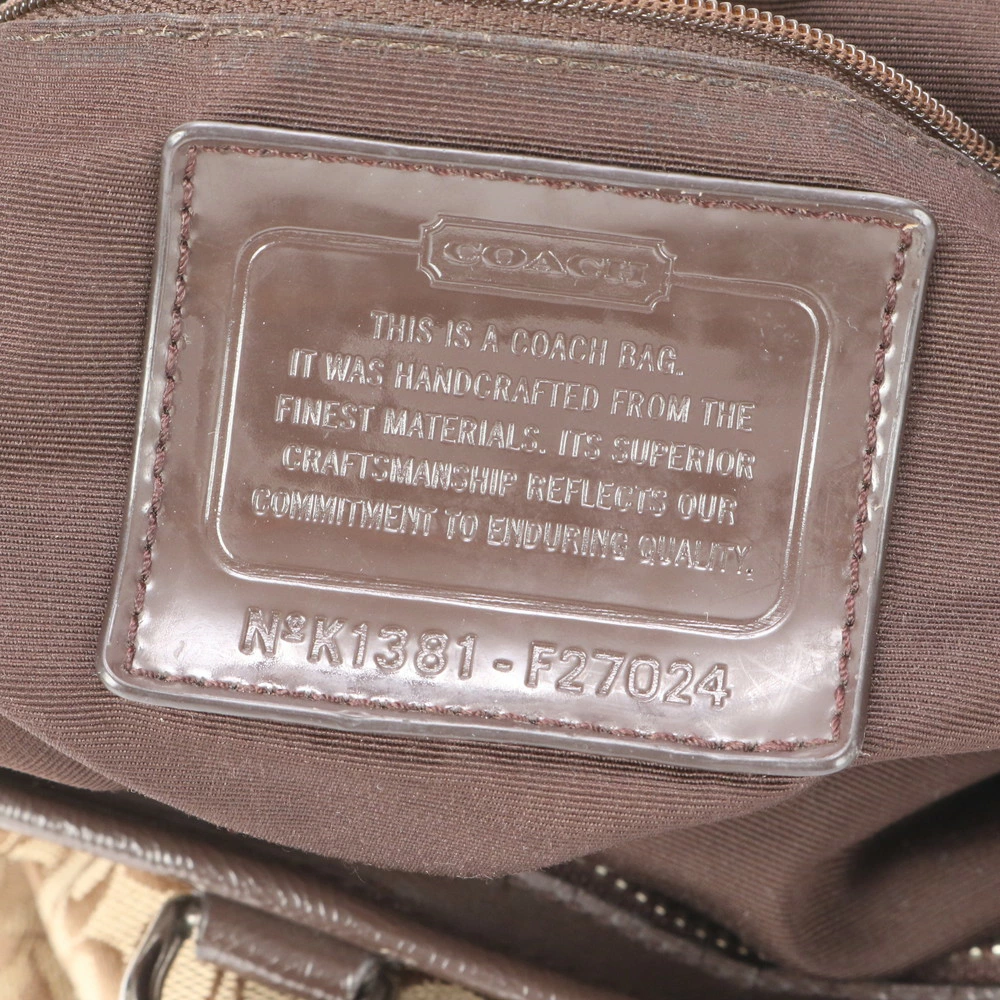 COACH
THIS IS A COACH BAG.
IT WAS HANDCRAFTED FROM THE
FINEST MATERIALS. ITS SUPERIOR
CRAFTSMANSHIP REFLECTS OUR
COMMITMENT TO ENDURING QUALITY.
Nº K1381 - F27024